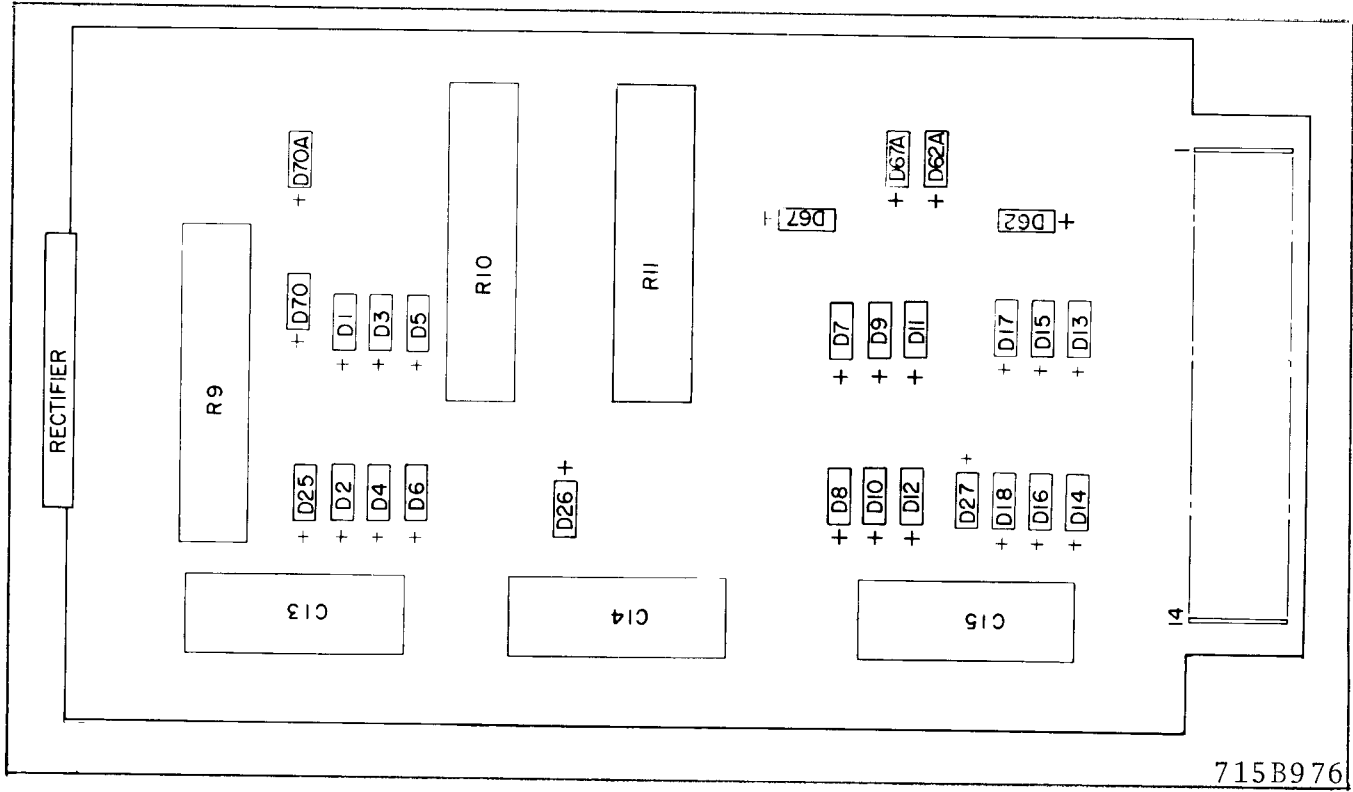 D70A
D67A
D62A
1
+
+
+
+ D67
D62 +
R10
R11
D70
D1
D3
D5
D7
D9
D11
D17
D15
D13
+
+
+
+
+
+
+
+
+
+
RECTIFIER
R9
+
+
D25
D2
D4
D6
D26
D8
D10
D12
D27
D18
D16
D14
+
+
+
+
+
+
+
+
+
+
C13
C14
C15
14
715B976